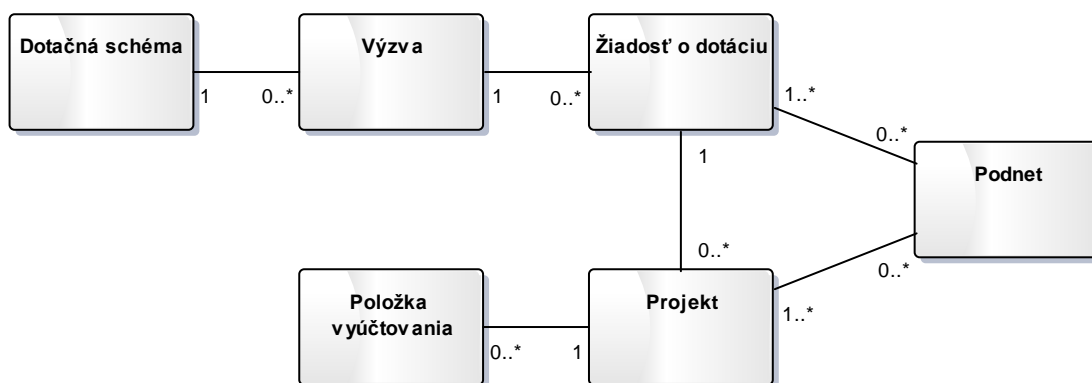 Dotačná schéma
Výzva
Žiadosť o dotáciu
1
0..*
1
0..*
1..*
0..*
1
Podnet
0..*
0..*
Položka
vyúčtovania
Projekt
1..*
0..*
1